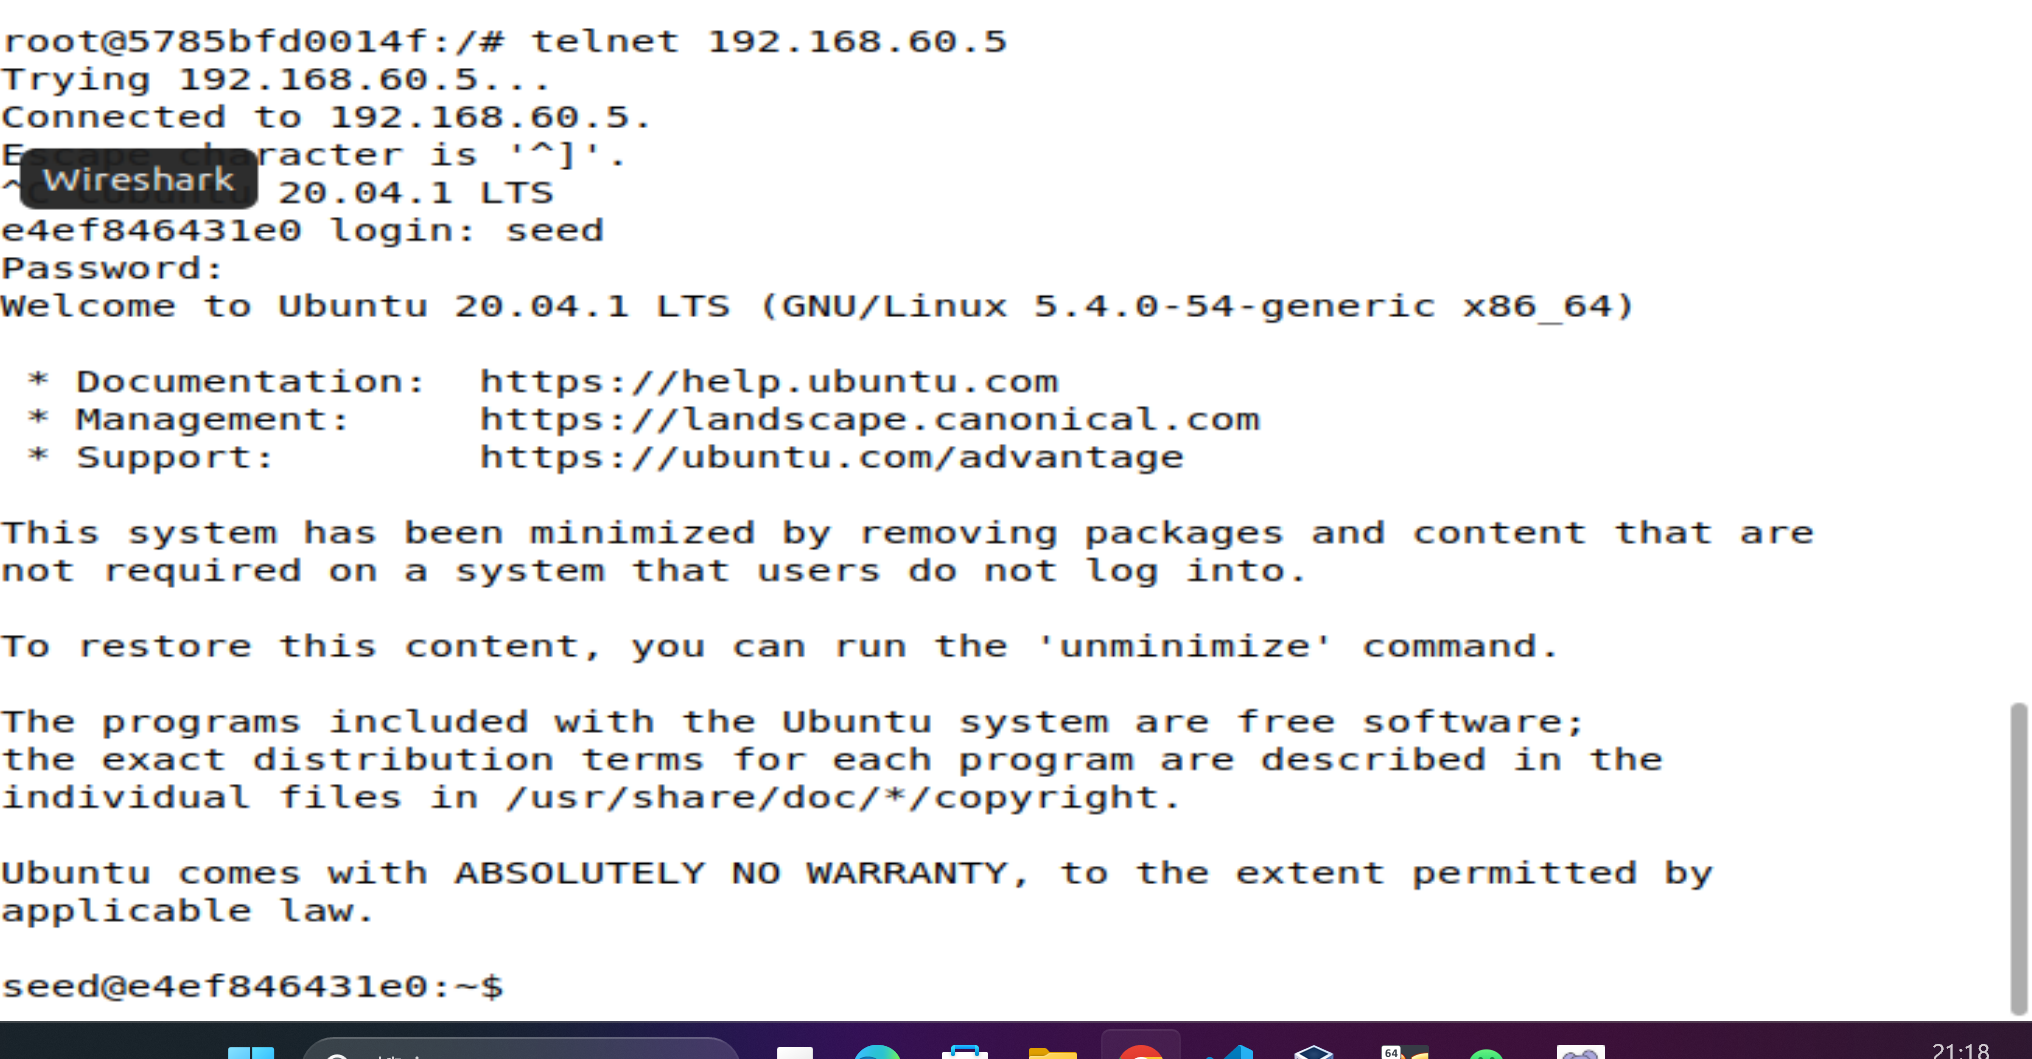 root@5785bfd0014f:/# telnet 192.168.60.5
Trying 192.168.60.5...
Connected to 192.168.60.5.
Escape character is '^]'.
Wireshark
20.04.1 LTS
e4ef846431e0 login: seed
Password:
Welcome to Ubuntu 20.04.1 LTS (GNU/Linux 5.4.0-54-generic x86_64)
* Documentation: https://help.ubuntu.com
* Management: https://landscape.canonical.com
* Support: https://ubuntu.com/advantage
This system has been minimized by removing packages and content that are
not required on a system that users do not log into.
To restore this content, you can run the 'unminimize' command.
The programs included with the Ubuntu system are free software;
the exact distribution terms for each program are described in the
individual files in /usr/share/doc/*/copyright.
Ubuntu comes with ABSOLUTELY NO WARRANTY, to the extent permitted by
applicable law.
seed@e4ef846431e0:~$
64
21:18